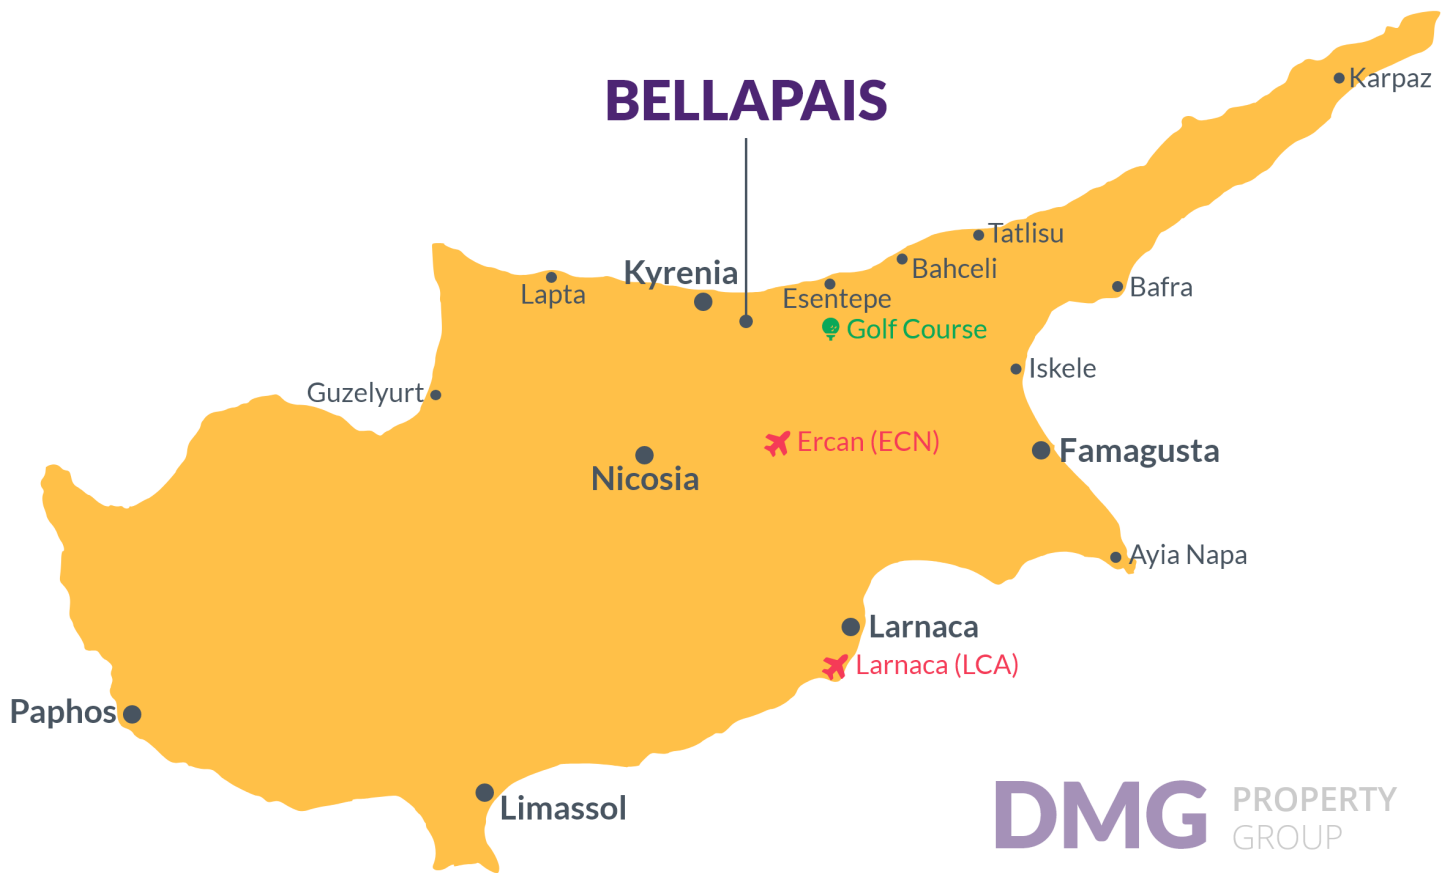 Karpaz
BELLAPAIS
Tatlisu
Bahceli
Kyrenia
Lapta
Esentepe
Bafra
Golf Course
Iskele
Guzelyurt
Ercan (ECN)
Famagusta
Nicosia
Ayia Napa
Larnaca
Larnaca (LCA)
Paphos
Limassol
DMG PROPERTY
GROUP